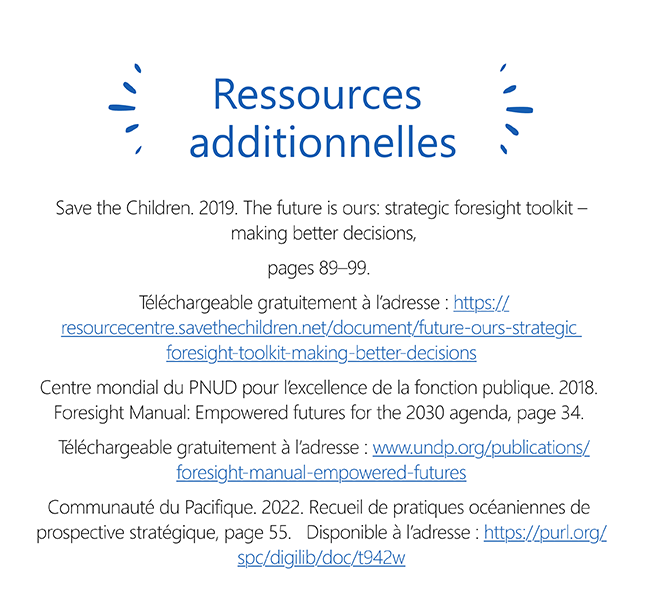 Ressources
additionnelles
Save the Children. 2019. The future is ours: strategic foresight toolkit –
making better decisions,
pages 89–99.
Téléchargeable gratuitement à l’adresse : https://
resourcecentre.savethechildren.net/document/future-ours-strategic
foresight-toolkit-making-better-decisions
Centre mondial du PNUD pour l’excellence de la fonction publique. 2018.
Foresight Manual: Empowered futures for the 2030 agenda, page 34.
Téléchargeable gratuitement à l’adresse : www.undp.org/publications/
foresight-manual-empowered-futures
Communauté du Pacifique. 2022. Recueil de pratiques océaniennes de
prospective stratégique, page 55. Disponible à l’adresse : https://purl.org/
spc/digilib/doc/t942w